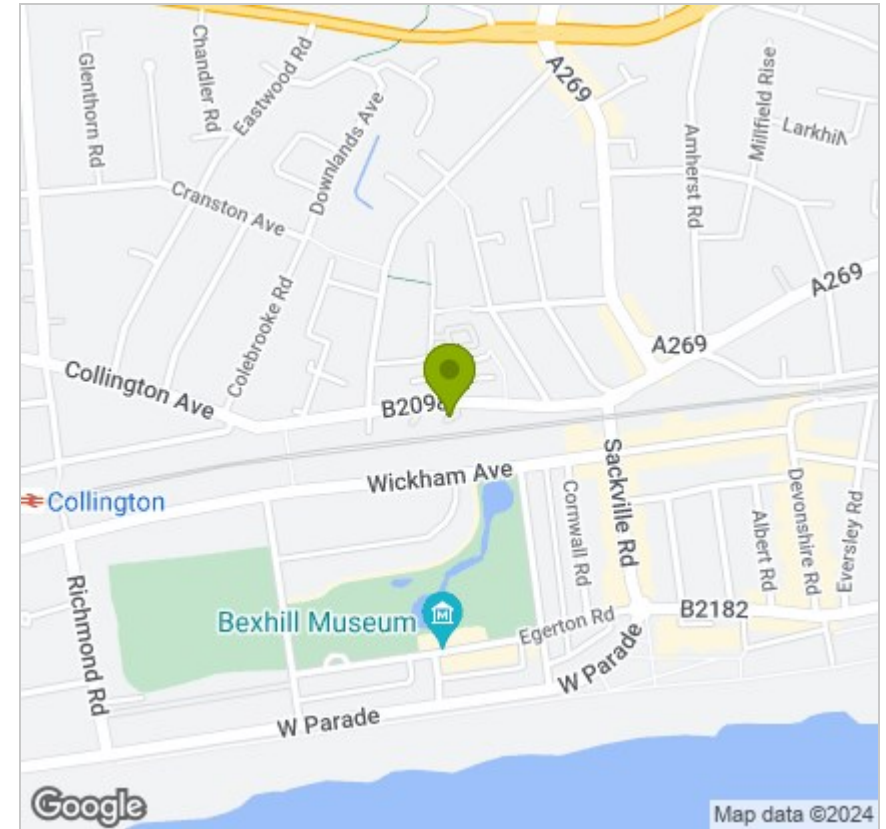 Chandler Rd
Glenthorn Rd
Eastwood Rd
A269
Millfield Rise
Downlands Ave
Amherst Rd
Cranston Ave
A269
Colebrooke Rd
A269
Collington Ave
B2098
Wickham Ave
Sackville Rd
Collington
Cornwall Rd
Devonshire Rd
Eversley Rd
Albert Rd
Richmond Rd
Bexhill Museum
M
Egerton Rd
B2182
W Parade
W Parade
Google
Map data ©2024